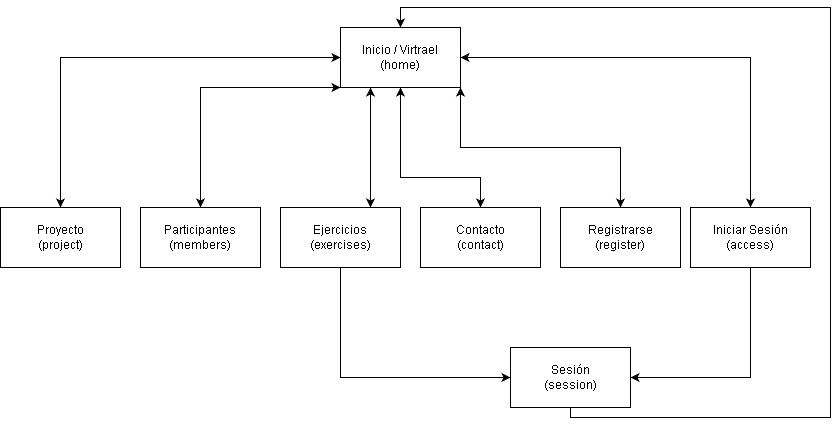 Inicio / Virtrael
(home)
Proyecto
(project)
Participantes
(members)
Ejercicios
(exercises)
Contacto
(contact)
Registrarse
(register)
Iniciar Sesión
(access)
Sesión
(session)